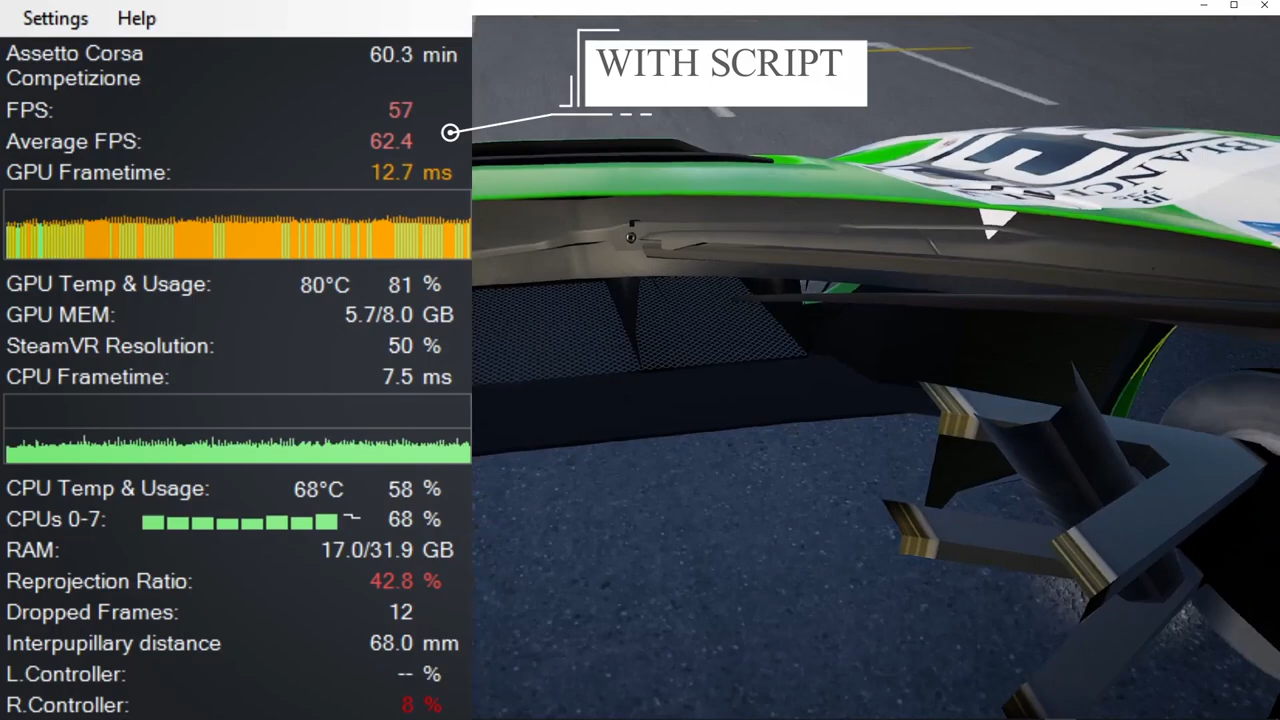 Settings Help
Assetto Corsa 60.3 min
Competizione
FPS: 57
Average FPS: 62.4
GPU Frametime: 12.7 ms
GPU Temp & Usage: 80°C 81 %
GPU MEM: 5.7/8.0 GB
SteamVR Resolution: 50 %
CPU Frametime: 7.5 ms
CPU Temp & Usage: 68°C 58 %
CPUs 0-7: 68 %
RAM: 17.0/31.9 GB
Reprojection Ratio: 42.8 %
Dropped Frames: 12
Interpupillary distance 68.0 mm
L.Controller: -- %
R.Controller: 8 %
WITH SCRIPT